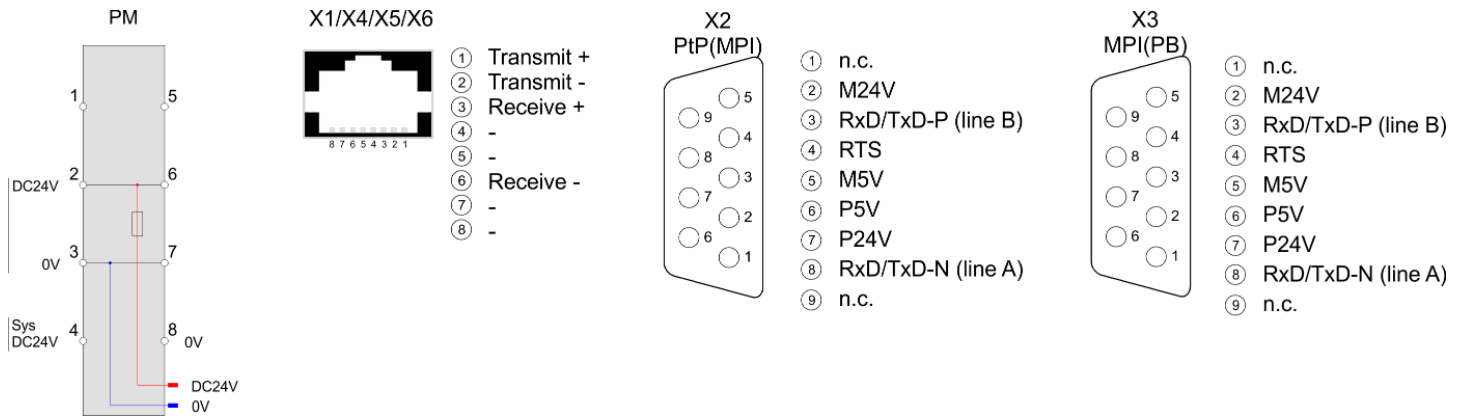 PM
1
5
2
6
DC24V
3
7
0V
Sys
DC24V
4
8
0V
DC24V
0V
X1/X4/X5/X6
8 7 6 5 4 3 2 1
1 Transmit +
2 Transmit -
3 Receive +
4 -
5 -
6 Receive -
7 -
8 -
X2
PtP(MPI)
5
9
4
8
3
7
2
6
1
1 n.c.
2 M24V
3 RxD/TxD-P (line B)
4 RTS
5 M5V
6 P5V
7 P24V
8 RxD/TxD-N (line A)
9 n.c.
X3
MPI(PB)
5
9
4
8
3
7
2
6
1
1 n.c.
2 M24V
3 RxD/TxD-P (line B)
4 RTS
5 M5V
6 P5V
7 P24V
8 RxD/TxD-N (line A)
9 n.c.